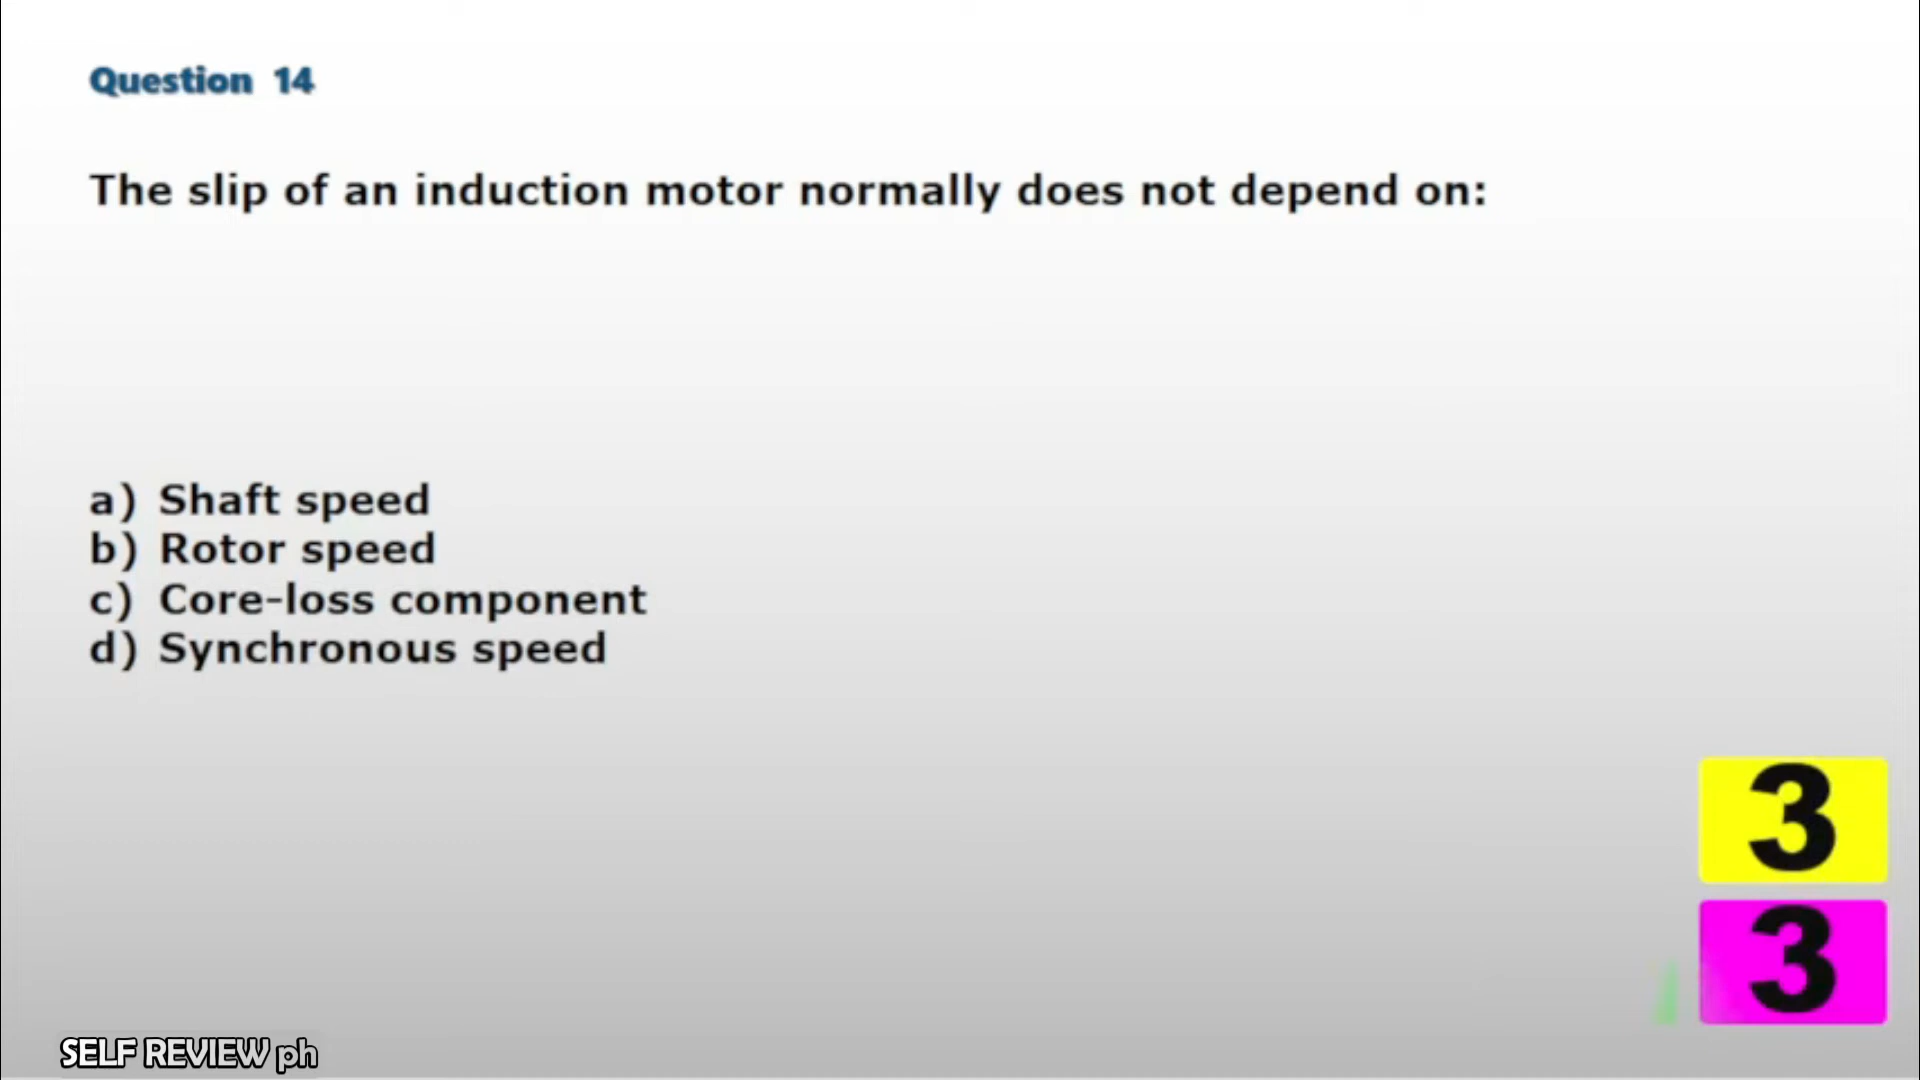 Question 14
The slip of an induction motor normally does not depend on:
a) Shaft speed
b) Rotor speed
c) Core-loss component
d) Synchronous speed
3
3
SELF REVIEW ph